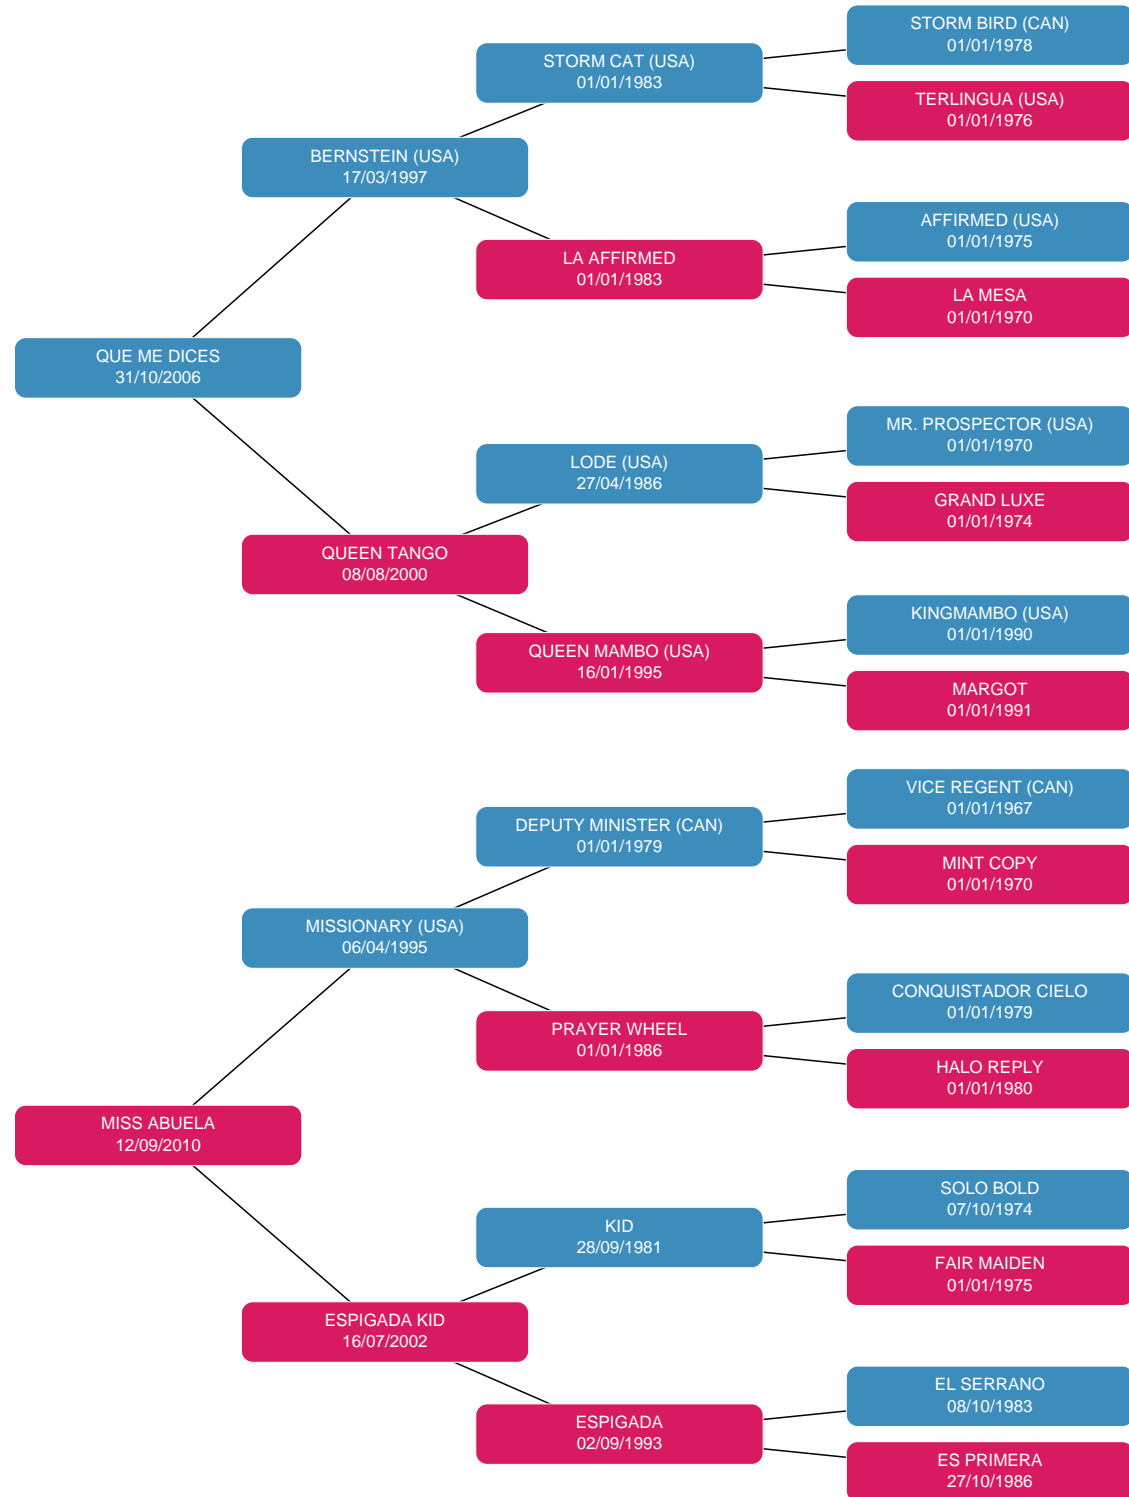 STORM BIRD (CAN)
01/01/1978
STORM CAT (USA)
01/01/1983
TERLINGUA (USA)
01/01/1976
BERNSTEIN (USA)
17/03/1997
AFFIRMED (USA)
01/01/1975
LA AFFIRMED
01/01/1983
LA MESA
01/01/1970
QUE ME DICES
31/10/2006
MR. PROSPECTOR (USA)
01/01/1970
LODE (USA)
27/04/1986
GRAND LUXE
01/01/1974
QUEEN TANGO
08/08/2000
KINGMAMBO (USA)
01/01/1990
QUEEN MAMBO (USA)
16/01/1995
MARGOT
01/01/1991
VICE REGENT (CAN)
01/01/1967
DEPUTY MINISTER (CAN)
01/01/1979
MINT COPY
01/01/1970
MISSIONARY (USA)
06/04/1995
CONQUISTADOR CIELO
01/01/1979
PRAYER WHEEL
01/01/1986
HALO REPLY
01/01/1980
MISS ABUELA
12/09/2010
SOLO BOLD
07/10/1974
KID
28/09/1981
FAIR MAIDEN
01/01/1975
ESPIGADA KID
16/07/2002
EL SERRANO
08/10/1983
ESPIGADA
02/09/1993
ES PRIMERA
27/10/1986